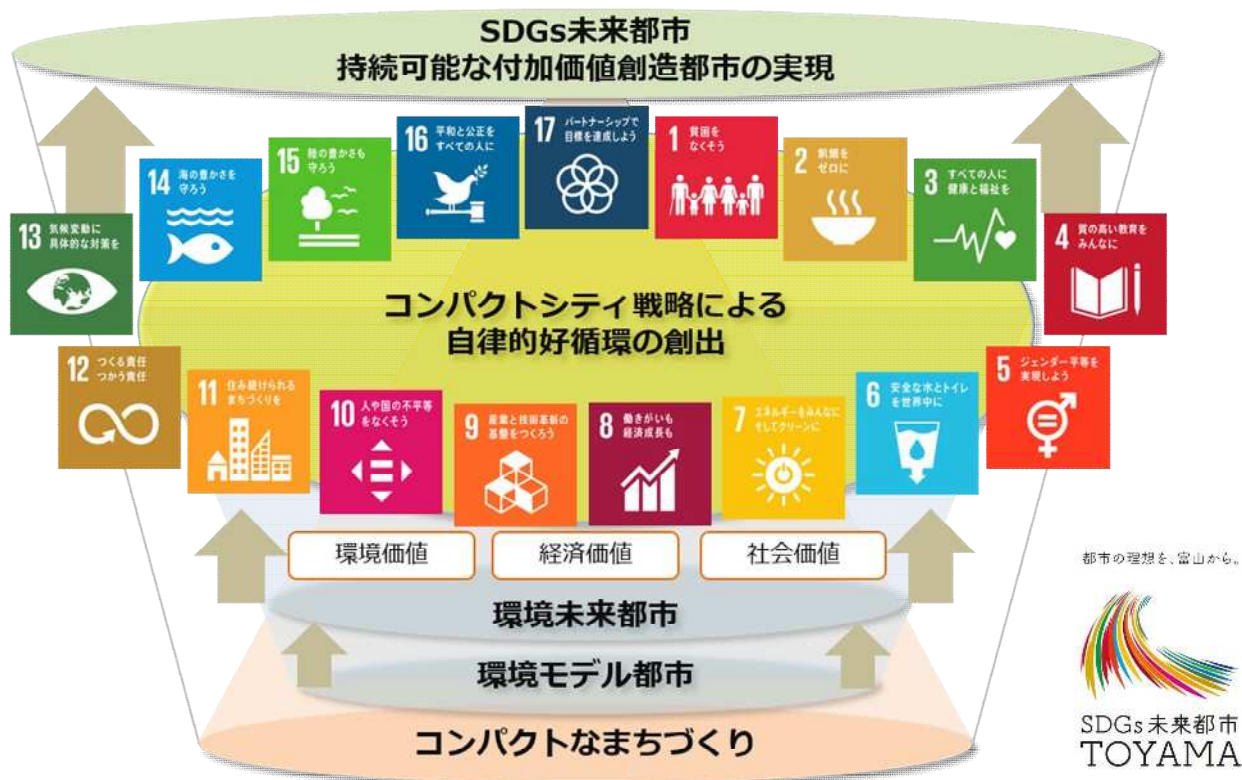 SDGs未来都市
持続可能な付加価値創造都市の実現
17 パートナーシップで
目標を達成しよう
16 平和と公正を
すべての人に
1 貧困を
なくそう
15 陸の豊かさも
守ろう
2 飢餓を
ゼロに
14 海の豊かさを
守ろう
3 すべての人に
健康と福祉を
13 気候変動に
具体的な対策を
4 質の高い教育を
みんなに
コンパクトシティ戦略による
自律的好循環の創出
12 つくる責任
つかう責任
11 住み続けられる
まちづくりを
10 人や国の不平等
をなくそう
9 産業と技術革新の
基盤をつくろう
8 働きがいも
経済成長も
7 エネルギーをみんなに
そしてクリーンに
6 安全な水とトイレ
を世界中に
5 ジェンダー平等を
実現しよう
環境価値
経済価値
社会価値
環境未来都市
環境モデル都市
コンパクトなまちづくり
都市の理想を、富山から。
SDGs未来都市
TOYAMA